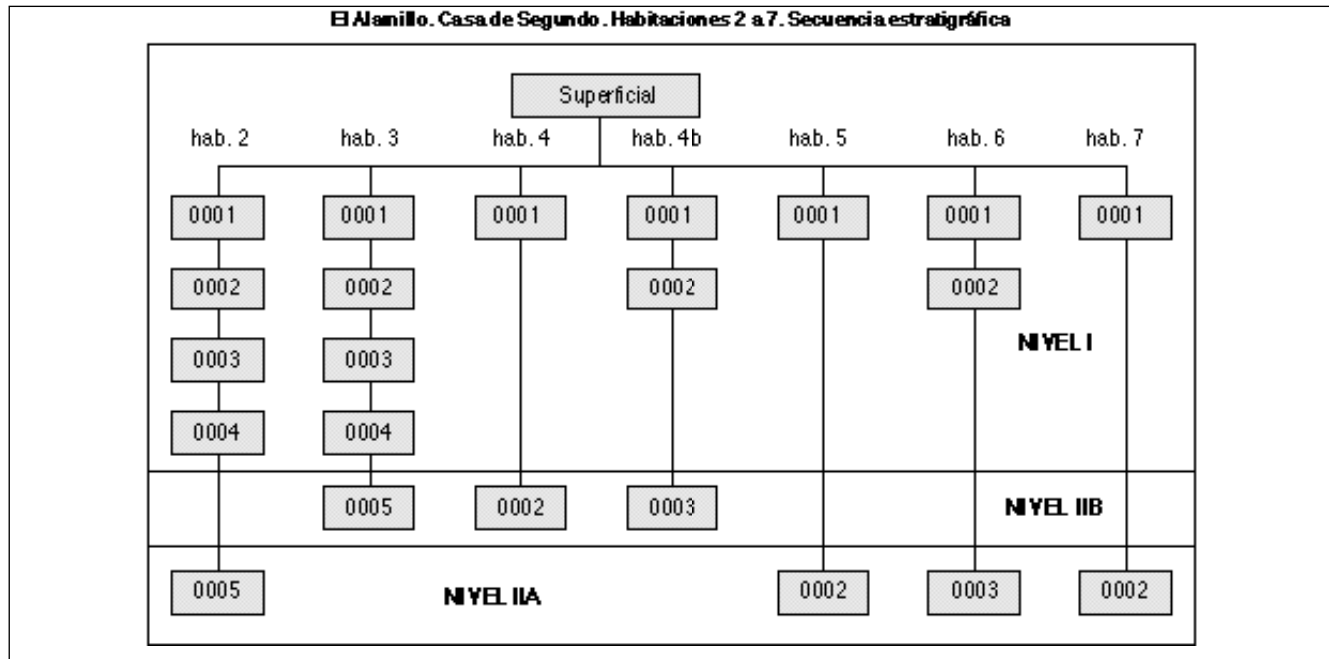 El Alamillo. Casa de Segundo. Habitaciones 2 a 7. Secuencia estratigráfica
Superficial
hab. 2 hab. 3 hab. 4 hab. 4b hab. 5 hab. 6 hab. 7
0001 0001 0001 0001 0001 0001 0001
0002 0002 0002 0002
NIVEL I
0003 0003
0004 0004
0005 0002 0003 NIVEL IIB
0005 NIVEL IIA 0002 0003 0002